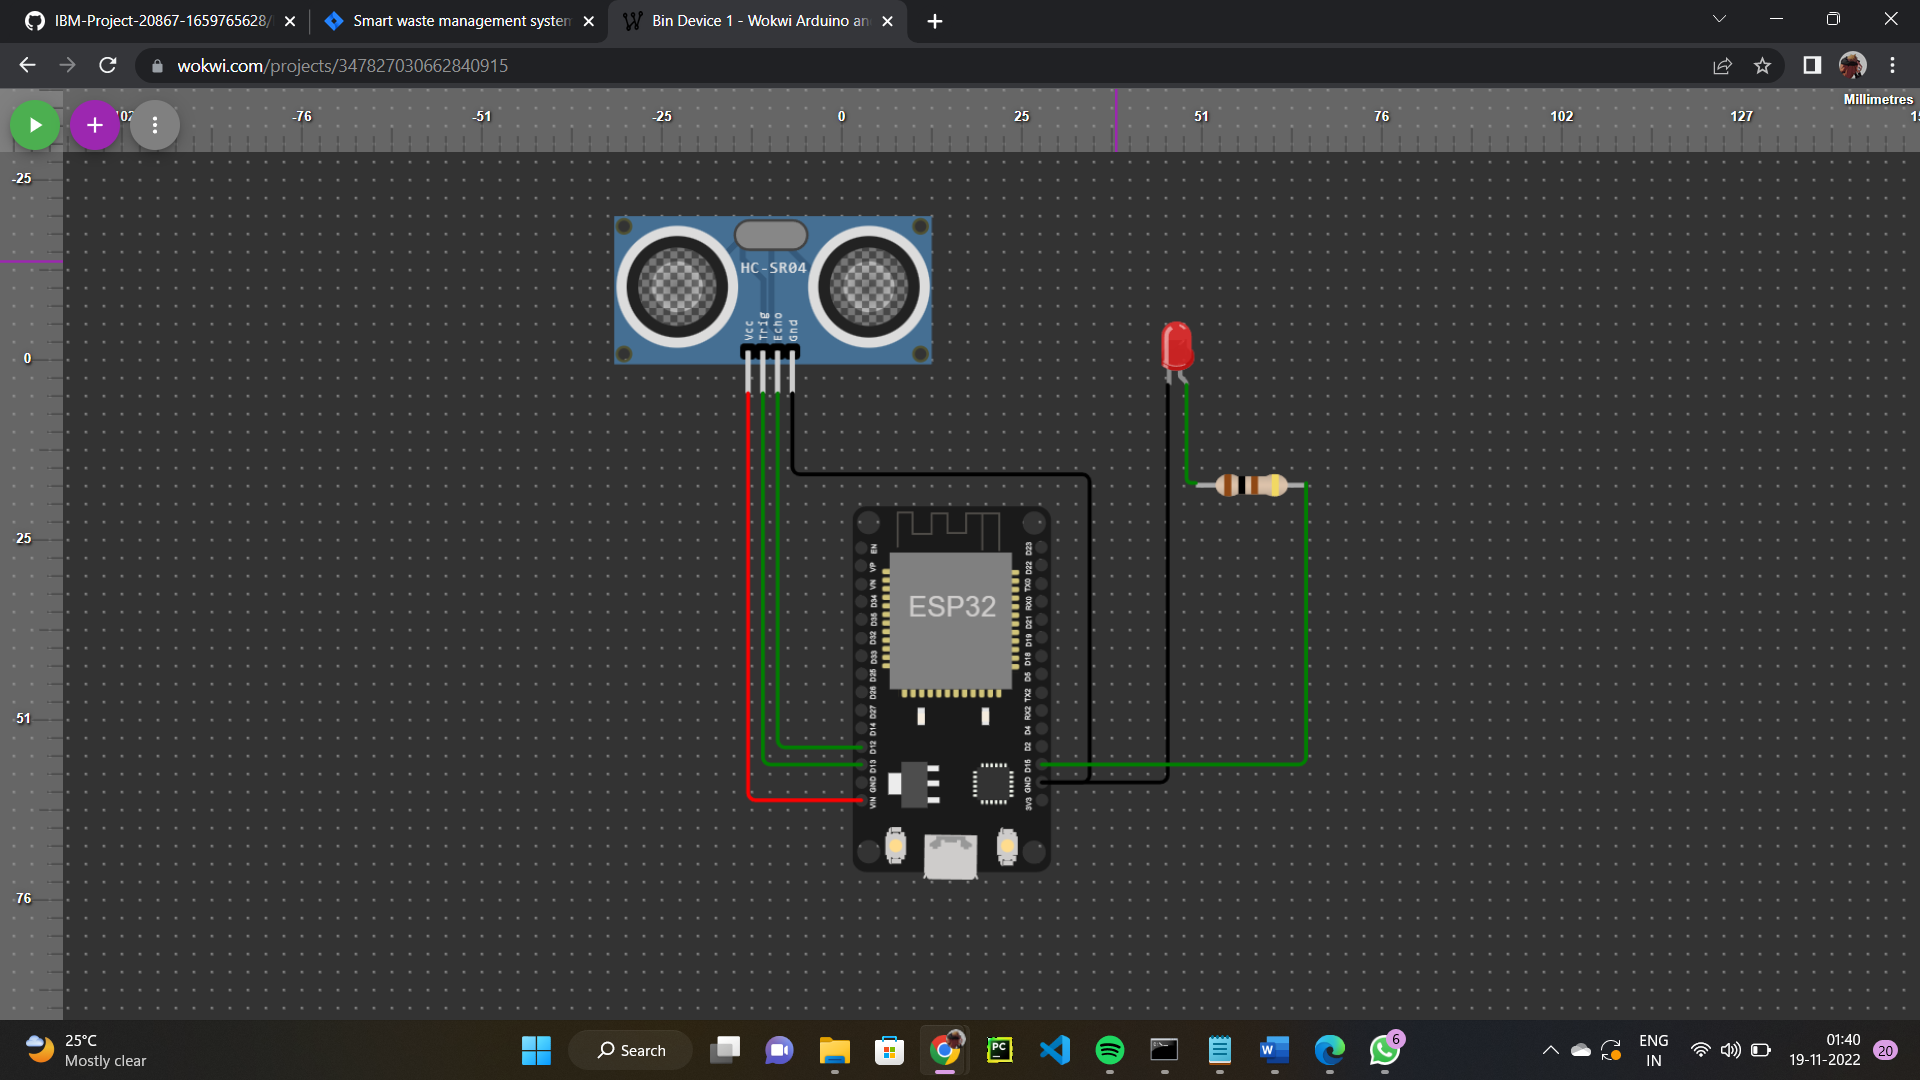 IBM-Project-20867-1659765628/
Smart waste management system
Bin Device 1 - Wokwi Arduino an
wokwi.com/projects/347827030662840915
Millimetres
-76 -51 -25 0 25 51 76 102 127
-25
0
25
51
76
HC-SR04
Vcc
Trig
Echo
Gnd
ESP32
EN
VP
VN
D34
D35
D32
D33
D25
D26
D27
D14
D12
D13
GND
VIN
D23
D22
TX0
RX0
D21
D19
D18
D5
TX2
RX2
D4
D2
D15
GND
3V3
25°C
Mostly clear
Search
PC
6
ENG
IN
01:40
19-11-2022
20